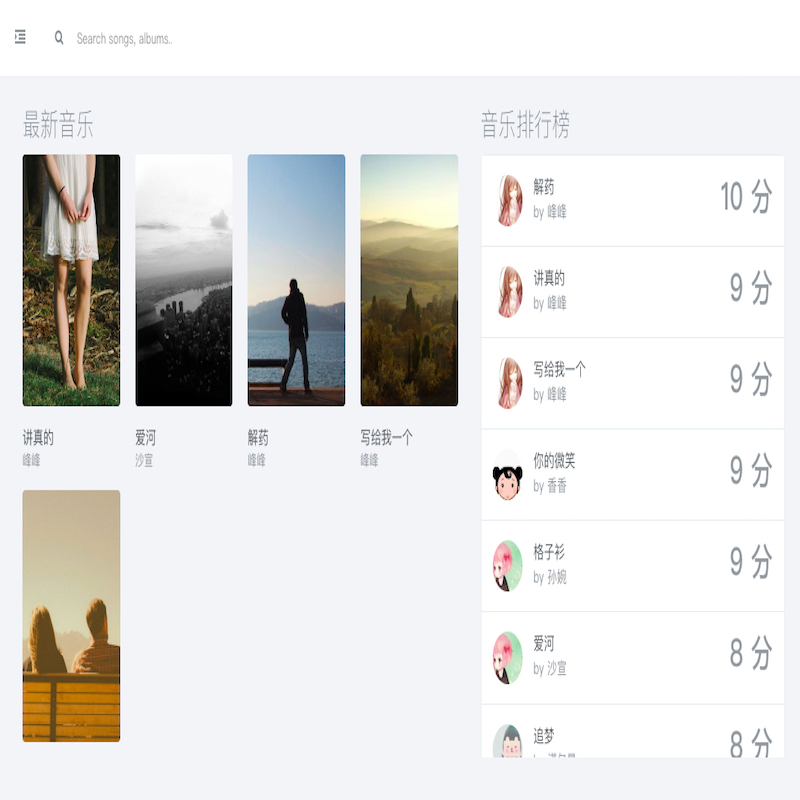 Search songs, albums..
最新音乐
讲真的
峰峰
爱河
沙宣
解药
峰峰
写给我一个
峰峰
音乐排行榜
解药
by 峰峰
10 分
讲真的
by 峰峰
9 分
写给我一个
by 峰峰
9 分
你的微笑
by 香香
9 分
格子衫
by 孙婉
9 分
爱河
by 沙宣
8 分
追梦
8 分